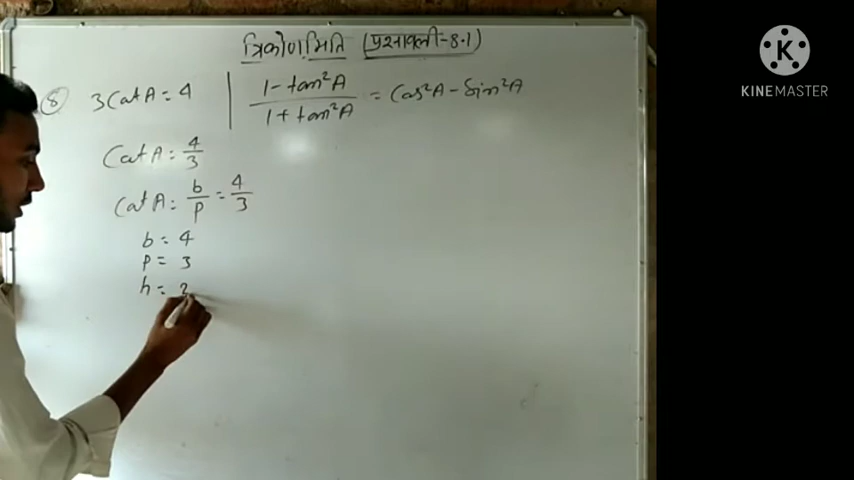 त्रिकोणमिति (प्रश्नावली-8.1)
8 3CotA = 4 | 1 - tan²A / 1 + tan²A = Cos²A - Sin²A
CotA = 4/3
CotA = b/p = 4/3
b = 4
p = 3
h = ?
K
KINEMASTER